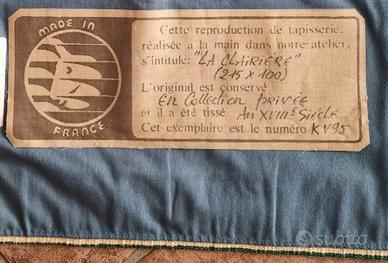 MADE IN
FRANCE
Cette reproduction de tapisserie,
réalisée à la main dans notre atelier,
s'intitule: "LA CLAIRIÉRE"
(215 x 100)
L'original est conservé
En Collection privée
et il a été tissé Au XVIIIe Siècle
Cet exemplaire est le numéro KV95
subito